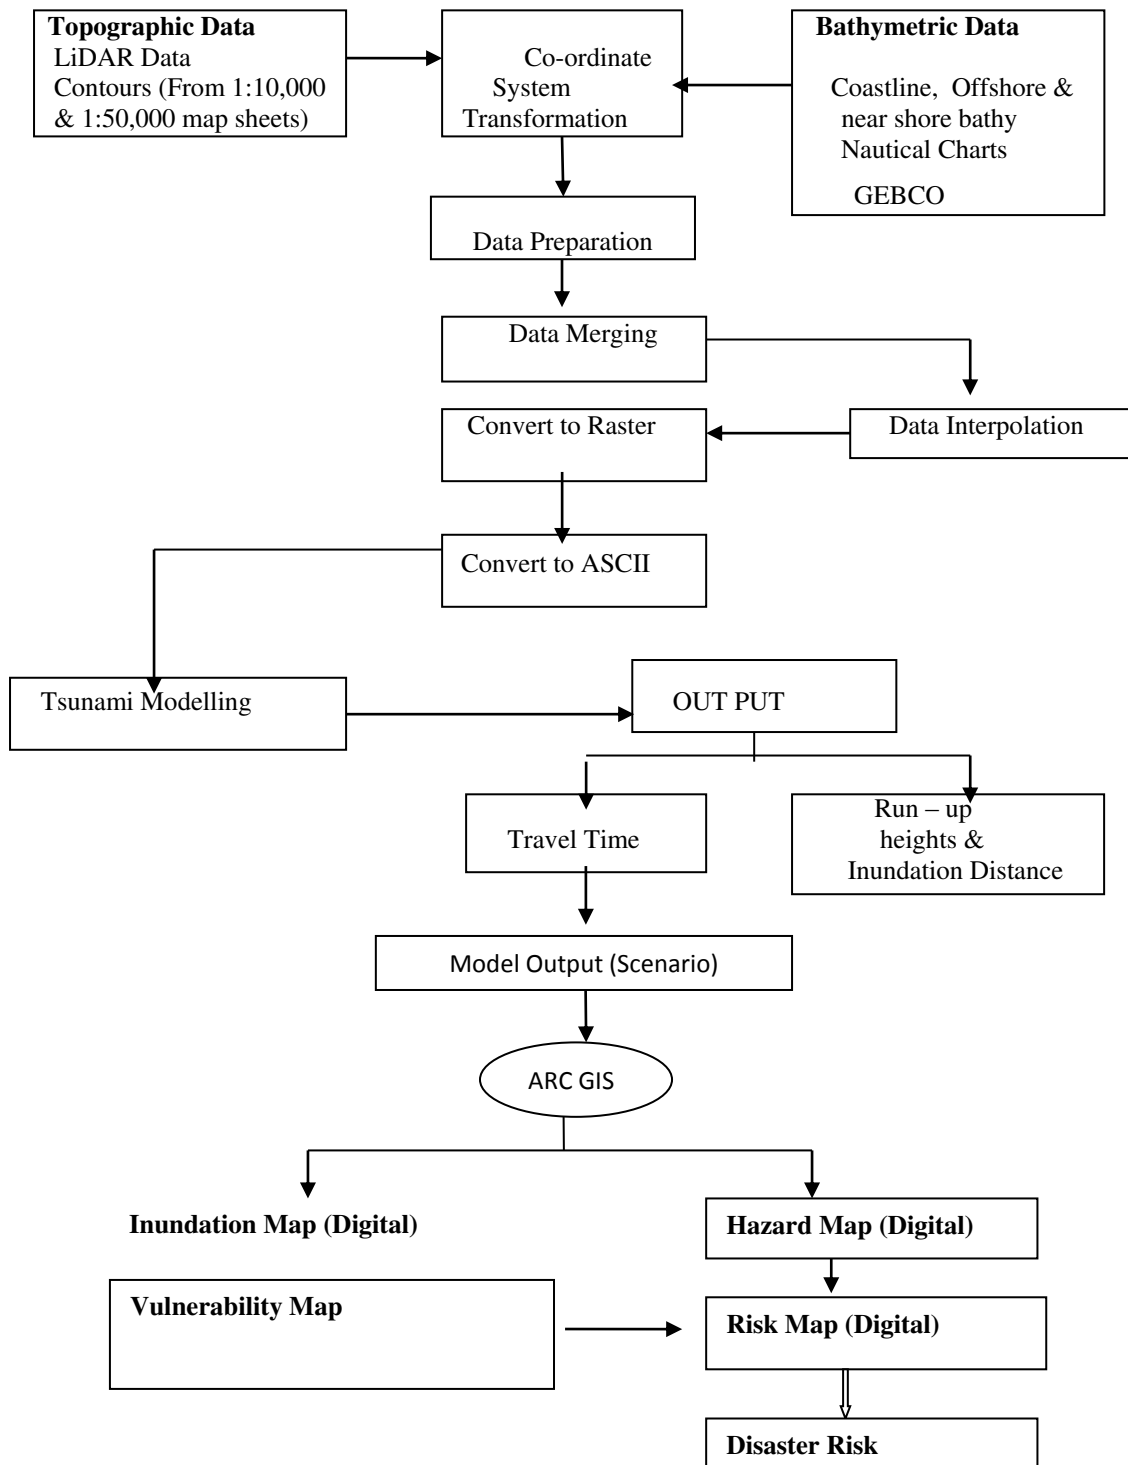 Topographic Data
LiDAR Data
Contours (From 1:10,000
& 1:50,000 map sheets)
Co-ordinate
System
Transformation
Bathymetric Data
Coastline, Offshore &
near shore bathy
Nautical Charts
GEBCO
Data Preparation
Data Merging
Convert to Raster
Data Interpolation
Convert to ASCII
Tsunami Modelling
OUT PUT
Travel Time
Run – up
heights &
Inundation Distance
Model Output (Scenario)
ARC GIS
Inundation Map (Digital)
Hazard Map (Digital)
Vulnerability Map
Risk Map (Digital)
Disaster Risk